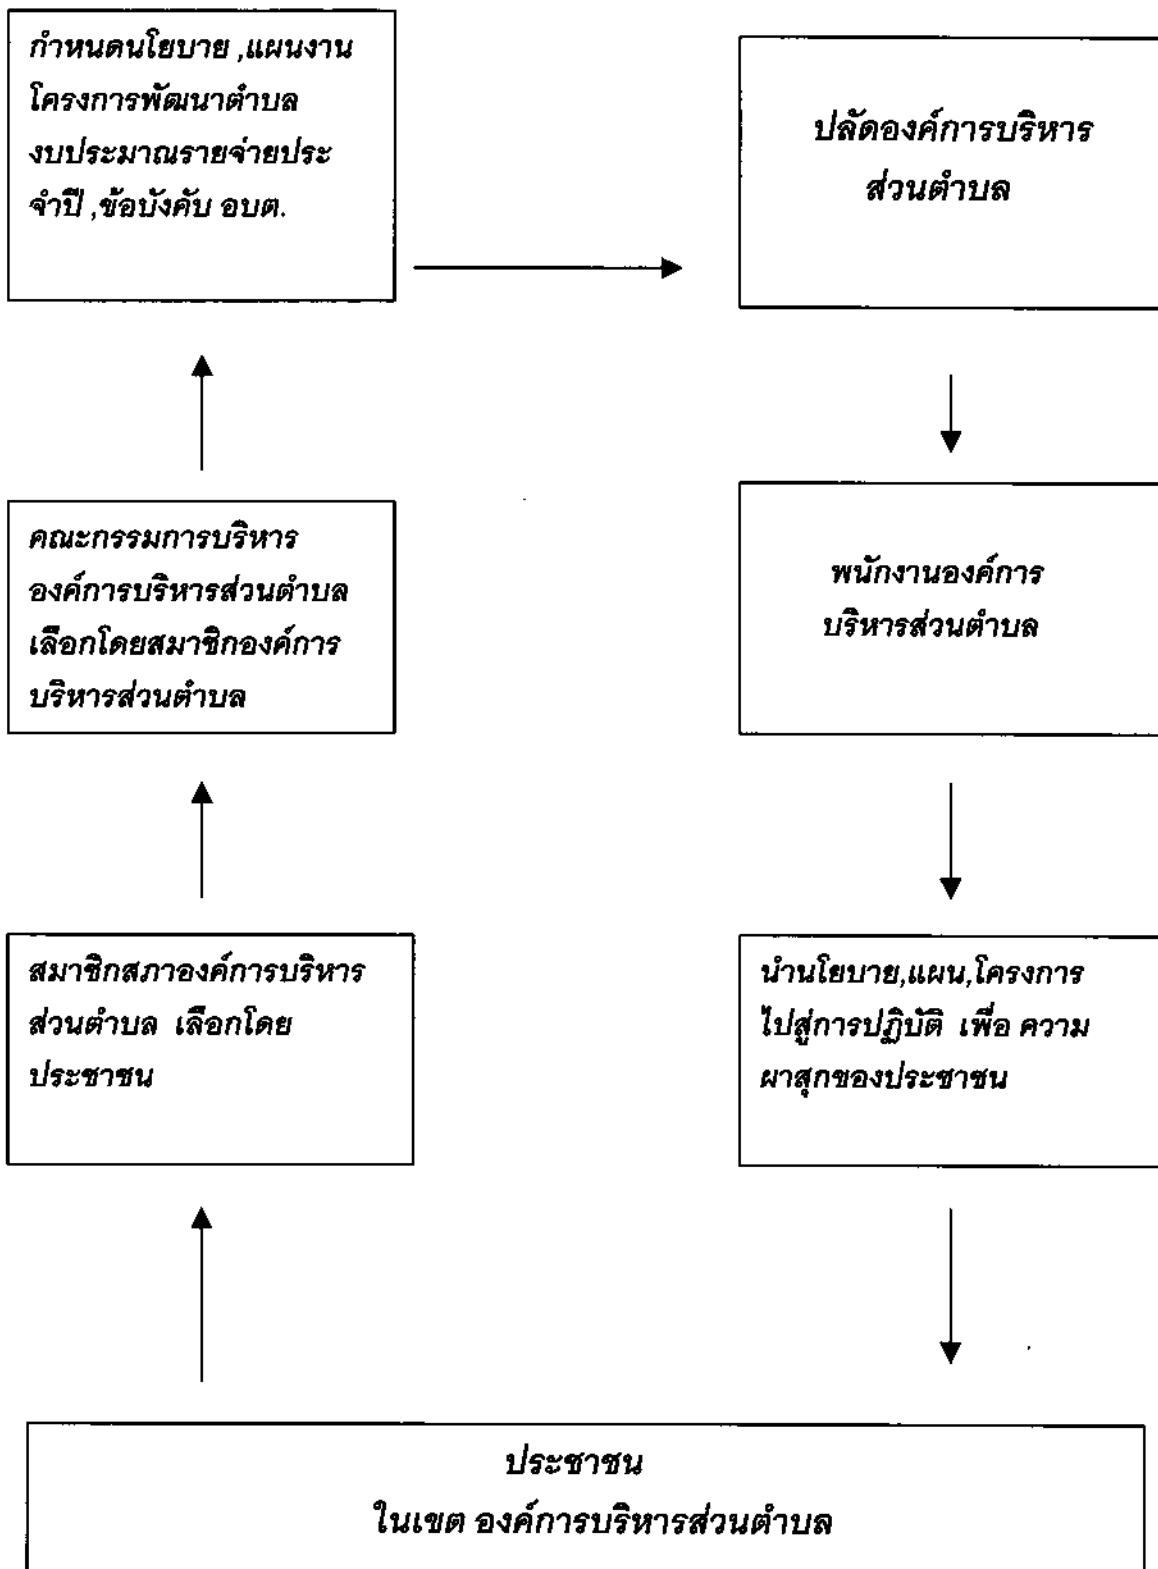 กำหนดนโยบาย ,แผนงาน
โครงการพัฒนาตำบล
งบประมาณรายจ่ายประ
จำปี ,ข้อบังคับ อบต.
ปลัดองค์การบริหาร
ส่วนตำบล
คณะกรรมการบริหาร
องค์การบริหารส่วนตำบล
เลือกโดยสมาชิกองค์การ
บริหารส่วนตำบล
พนักงานองค์การ
บริหารส่วนตำบล
สมาชิกสภาองค์การบริหาร
ส่วนตำบล เลือกโดย
ประชาชน
นำนโยบาย,แผน,โครงการ
ไปสู่การปฏิบัติ เพื่อ ความ
ผาสุกของประชาชน
ประชาชน
ในเขต องค์การบริหารส่วนตำบล